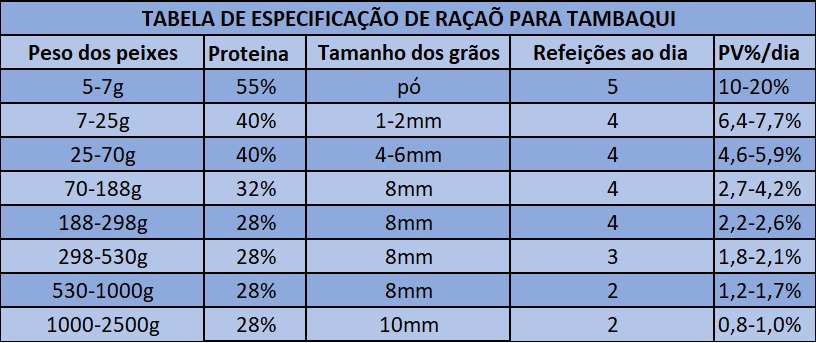 TABELA DE ESPECIFICAÇÃO DE RAÇAÕ PARA TAMBAQUI
Peso dos peixes Proteina Tamanho dos grãos Refeições ao dia PV%/dia
5-7g 55% pó 5 10-20%
7-25g 40% 1-2mm 4 6,4-7,7%
25-70g 40% 4-6mm 4 4,6-5,9%
70-188g 32% 8mm 4 2,7-4,2%
188-298g 28% 8mm 4 2,2-2,6%
298-530g 28% 8mm 3 1,8-2,1%
530-1000g 28% 8mm 2 1,2-1,7%
1000-2500g 28% 10mm 2 0,8-1,0%